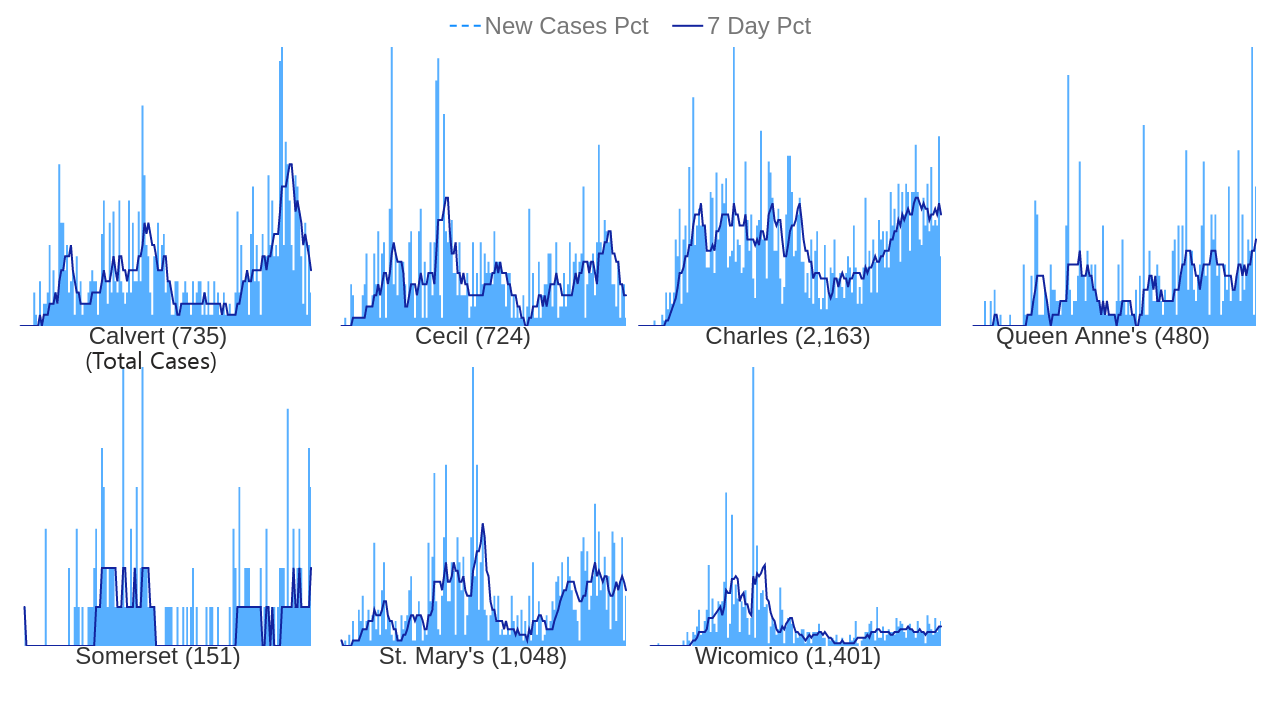 New Cases Pct 7 Day Pct
Calvert (735) Cecil (724) Charles (2,163) Queen Anne's (480)
(Total Cases)
Somerset (151) St. Mary's (1,048) Wicomico (1,401)